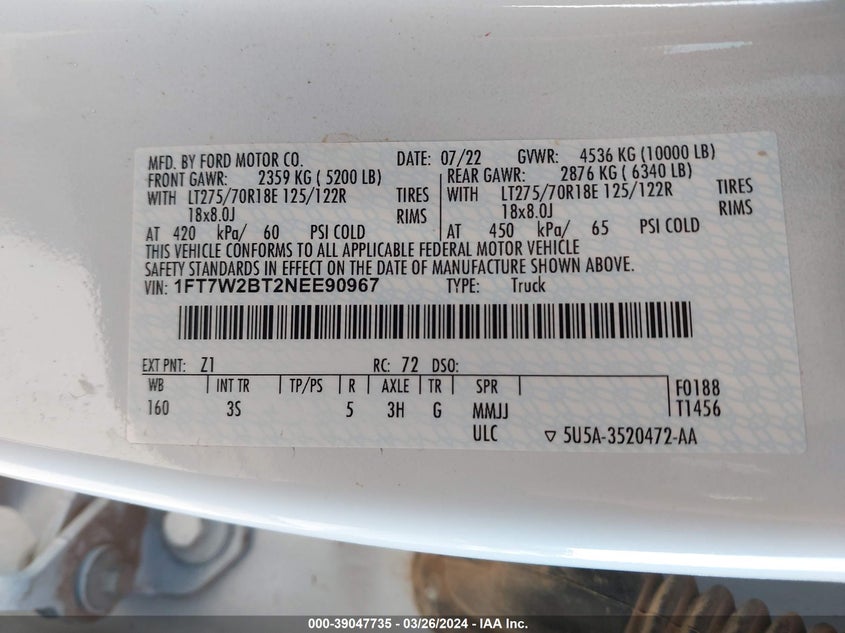 MFD. BY FORD MOTOR CO. DATE: 07/22 GVWR: 4536 KG (10000 LB)
FRONT GAWR: 2359 KG ( 5200 LB) REAR GAWR: 2876 KG ( 6340 LB)
WITH LT275/70R18E 125/122R TIRES WITH LT275/70R18E 125/122R TIRES
18x8.0J RIMS 18x8.0J RIMS
AT 420 kPa/ 60 PSI COLD AT 450 kPa/ 65 PSI COLD
THIS VEHICLE CONFORMS TO ALL APPLICABLE FEDERAL MOTOR VEHICLE
SAFETY STANDARDS IN EFFECT ON THE DATE OF MANUFACTURE SHOWN ABOVE.
VIN: 1FT7W2BT2NEE90967 TYPE: Truck
EXT PNT: Z1 RC: 72 DSO:
WB INT TR TP/PS R AXLE TR SPR F0188
160 3S 5 3H G MMJJ T1456
ULC ▽ 5U5A-3520472-AA
000-39047735 - 03/26/2024 - IAA Inc.